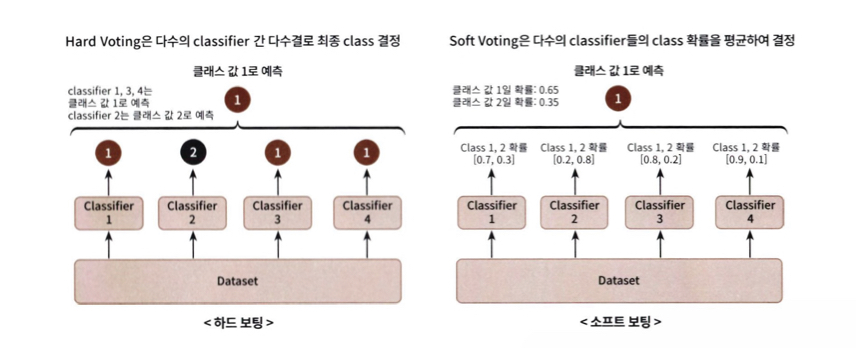 Hard Voting은 다수의 classifier 간 다수결로 최종 class 결정
클래스 값 1로 예측
classifier 1, 3, 4는
클래스 값 1로 예측
classifier 2는 클래스 값 2로 예측
1
1
2
1
1
Classifier
1
Classifier
2
Classifier
3
Classifier
4
Dataset
< 하드 보팅 >
Soft Voting은 다수의 classifier들의 class 확률을 평균하여 결정
클래스 값 1로 예측
클래스 값 1일 확률: 0.65
클래스 값 2일 확률: 0.35
1
Class 1, 2 확률
[0.7, 0.3]
Class 1, 2 확률
[0.2, 0.8]
Class 1, 2 확률
[0.8, 0.2]
Class 1, 2 확률
[0.9, 0.1]
Classifier
1
Classifier
2
Classifier
3
Classifier
4
Dataset
< 소프트 보팅 >